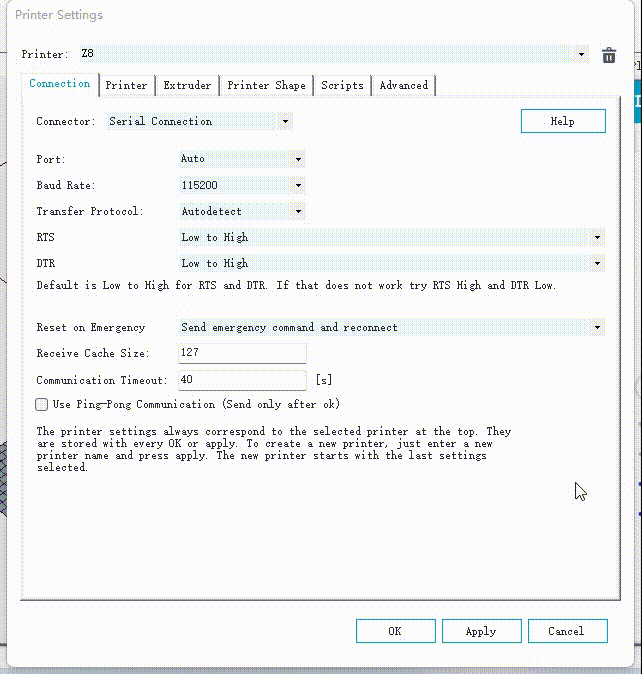 Printer Settings
Printer: Z8
Connection Printer Extruder Printer Shape Scripts Advanced
Connector: Serial Connection Help
Port: Auto
Baud Rate: 115200
Transfer Protocol: Autodetect
RTS Low to High
DTR Low to High
Default is Low to High for RTS and DTR. If that does not work try RTS High and DTR Low.
Reset on Emergency Send emergency command and reconnect
Receive Cache Size: 127
Communication Timeout: 40 [s]
Use Ping-Pong Communication (Send only after ok)
The printer settings always correspond to the selected printer at the top. They
are stored with every OK or apply. To create a new printer, just enter a new
printer name and press apply. The new printer starts with the last settings
selected.
OK Apply Cancel